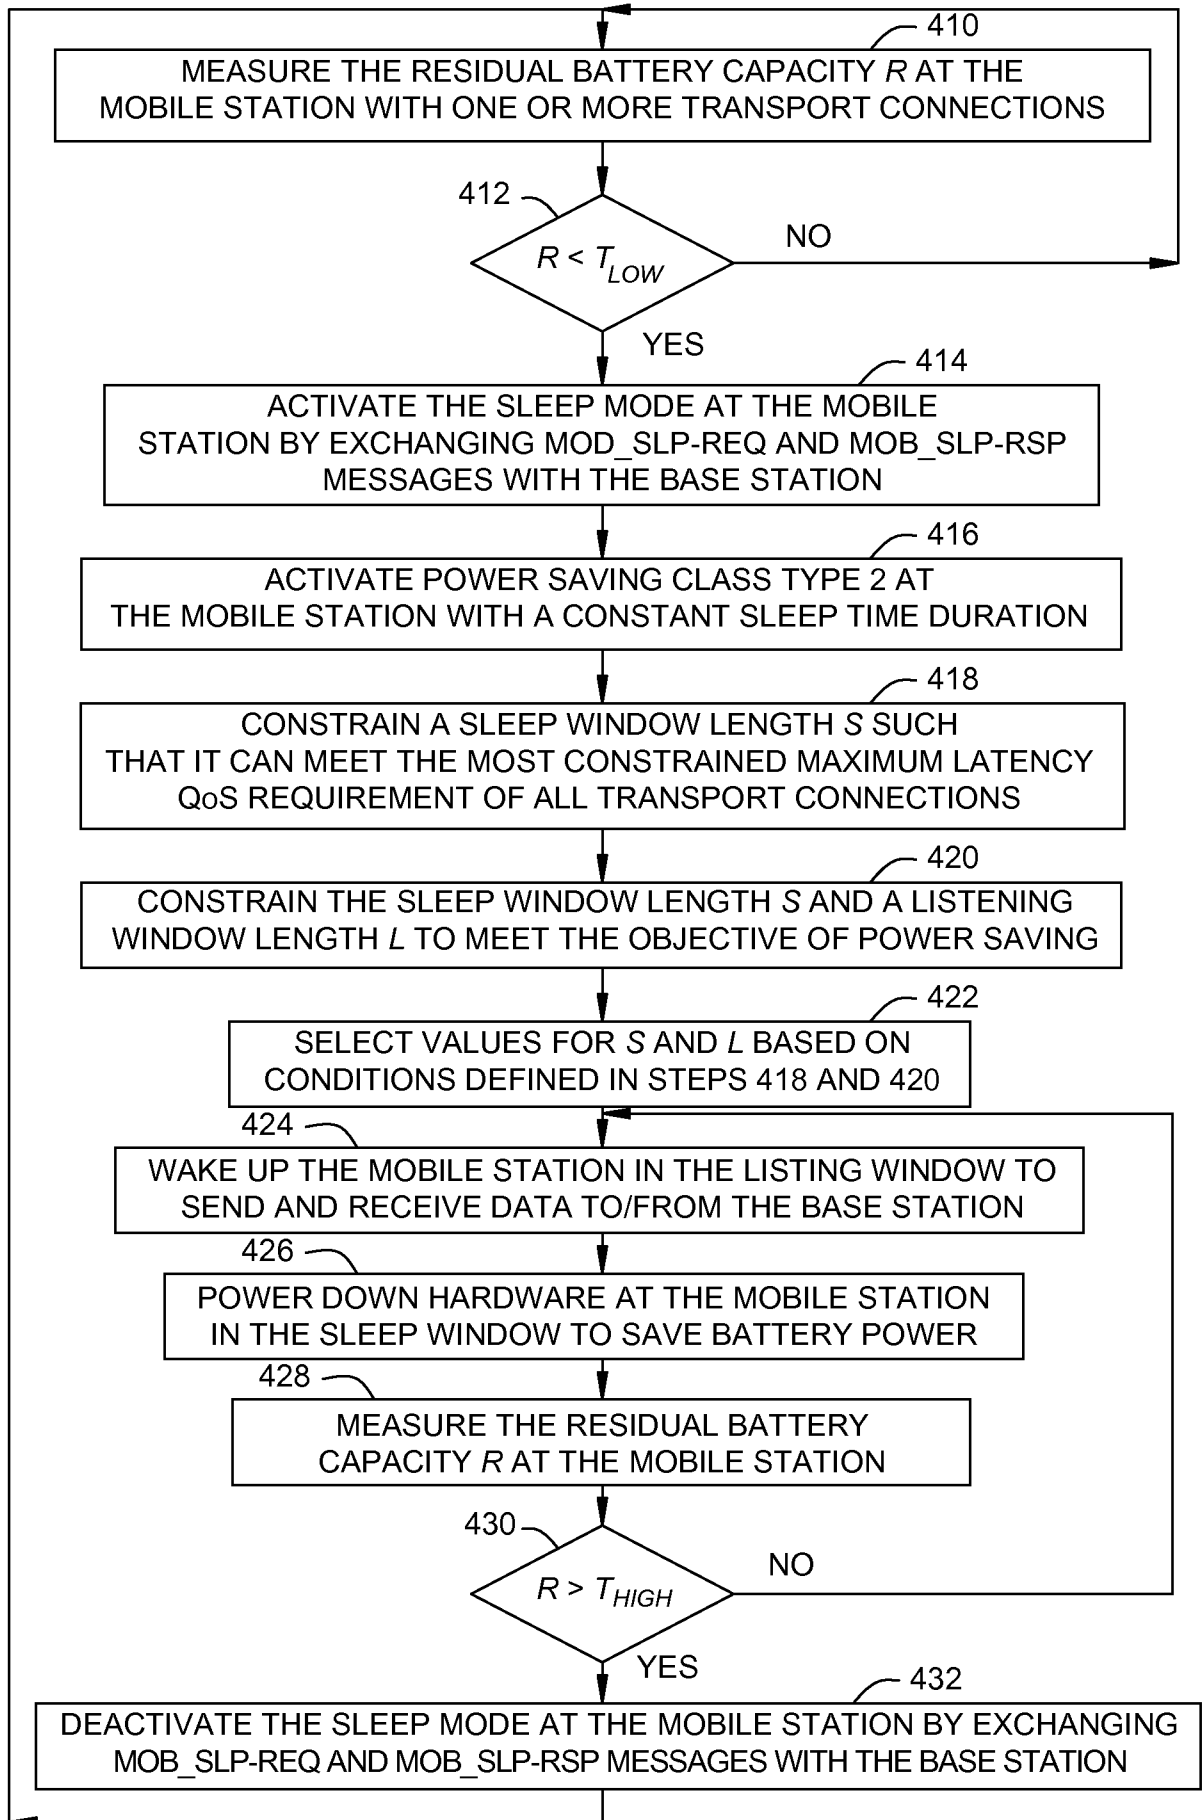 410
MEASURE THE RESIDUAL BATTERY CAPACITY R AT THE
MOBILE STATION WITH ONE OR MORE TRANSPORT CONNECTIONS
412
R < T_LOW
NO
YES
414
ACTIVATE THE SLEEP MODE AT THE MOBILE
STATION BY EXCHANGING MOD_SLP-REQ AND MOB_SLP-RSP
MESSAGES WITH THE BASE STATION
416
ACTIVATE POWER SAVING CLASS TYPE 2 AT
THE MOBILE STATION WITH A CONSTANT SLEEP TIME DURATION
418
CONSTRAIN A SLEEP WINDOW LENGTH S SUCH
THAT IT CAN MEET THE MOST CONSTRAINED MAXIMUM LATENCY
QoS REQUIREMENT OF ALL TRANSPORT CONNECTIONS
420
CONSTRAIN THE SLEEP WINDOW LENGTH S AND A LISTENING
WINDOW LENGTH L TO MEET THE OBJECTIVE OF POWER SAVING
422
SELECT VALUES FOR S AND L BASED ON
CONDITIONS DEFINED IN STEPS 418 AND 420
424
WAKE UP THE MOBILE STATION IN THE LISTING WINDOW TO
SEND AND RECEIVE DATA TO/FROM THE BASE STATION
426
POWER DOWN HARDWARE AT THE MOBILE STATION
IN THE SLEEP WINDOW TO SAVE BATTERY POWER
428
MEASURE THE RESIDUAL BATTERY
CAPACITY R AT THE MOBILE STATION
430
R > T_HIGH
NO
YES
432
DEACTIVATE THE SLEEP MODE AT THE MOBILE STATION BY EXCHANGING
MOB_SLP-REQ AND MOB_SLP-RSP MESSAGES WITH THE BASE STATION